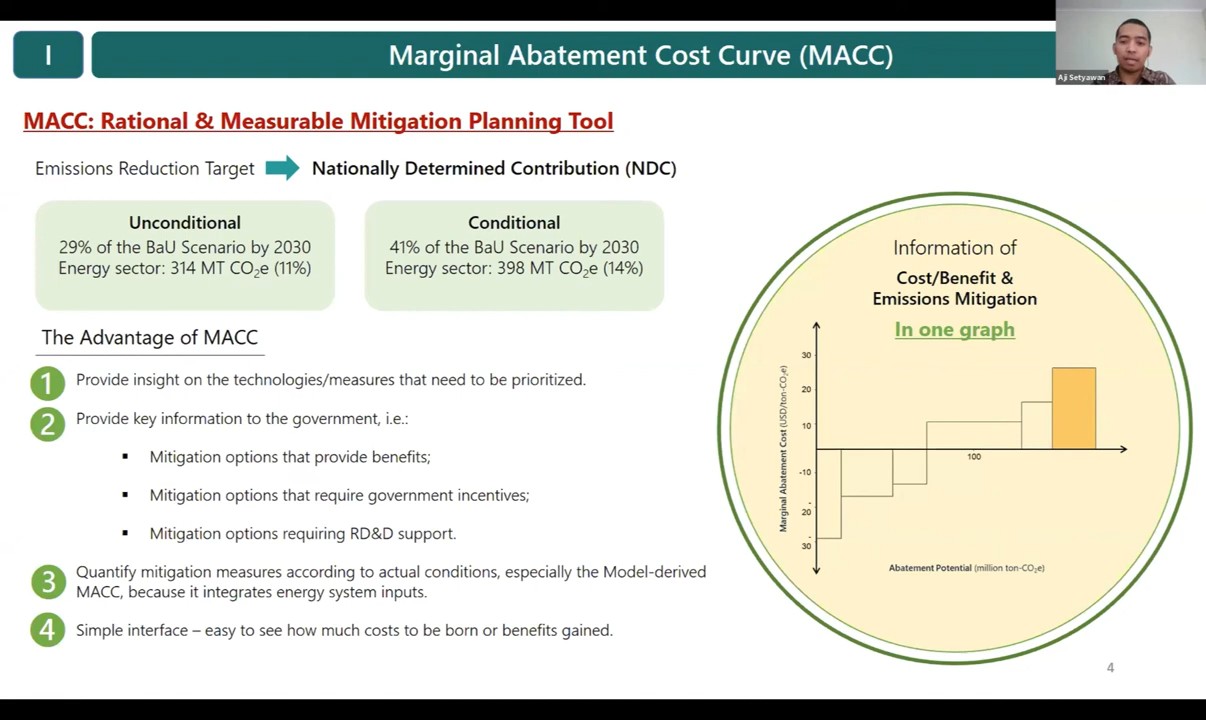 I
Marginal Abatement Cost Curve (MACC)
Aji Setyawan
MACC: Rational & Measurable Mitigation Planning Tool
Emissions Reduction Target
Nationally Determined Contribution (NDC)
Unconditional
29% of the BaU Scenario by 2030
Energy sector: 314 MT CO₂e (11%)
Conditional
41% of the BaU Scenario by 2030
Energy sector: 398 MT CO₂e (14%)
The Advantage of MACC
1 Provide insight on the technologies/measures that need to be prioritized.
2 Provide key information to the government, i.e.:
▪ Mitigation options that provide benefits;
▪ Mitigation options that require government incentives;
▪ Mitigation options requiring RD&D support.
3 Quantify mitigation measures according to actual conditions, especially the Model-derived
MACC, because it integrates energy system inputs.
4 Simple interface – easy to see how much costs to be born or benefits gained.
Information of
Cost/Benefit &
Emissions Mitigation
In one graph
Marginal Abatement Cost (USD/ton-CO₂e)
30
20
10
100
-10
-
20
-
30
Abatement Potential (million ton-CO₂e)
4